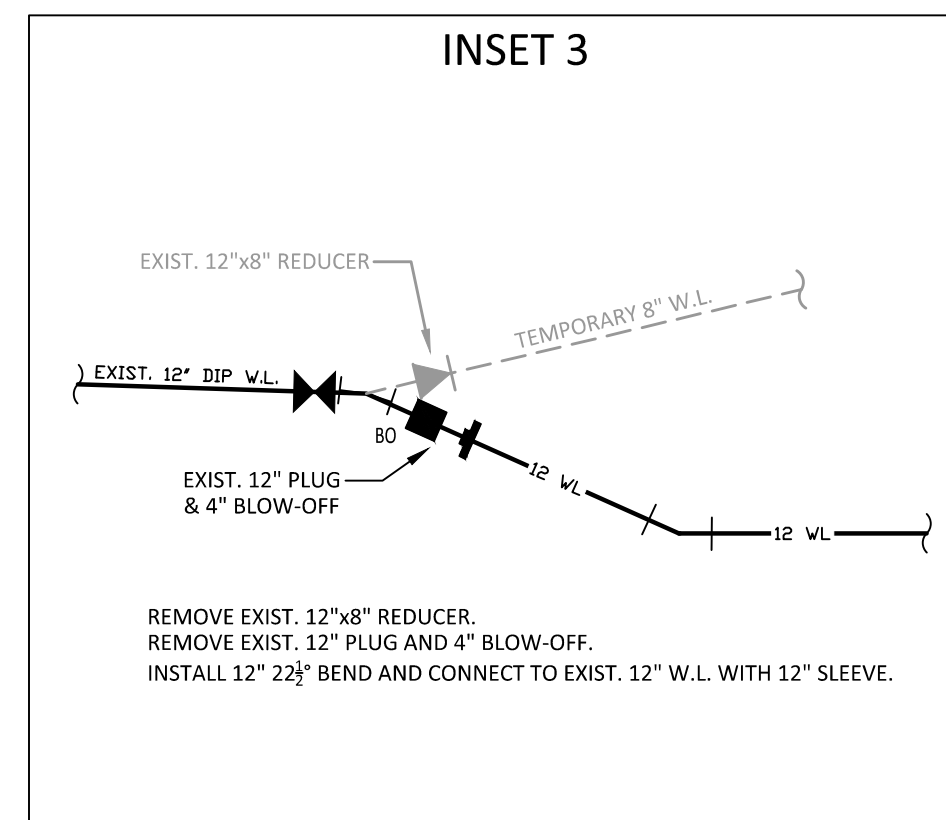 INSET 3
EXIST. 12"x8" REDUCER
TEMPORARY 8" W.L.
EXIST. 12" DIP W.L.
BO
EXIST. 12" PLUG
& 4" BLOW-OFF
12 WL
12 WL
REMOVE EXIST. 12"x8" REDUCER.
REMOVE EXIST. 12" PLUG AND 4" BLOW-OFF.
INSTALL 12" 22½° BEND AND CONNECT TO EXIST. 12" W.L. WITH 12" SLEEVE.